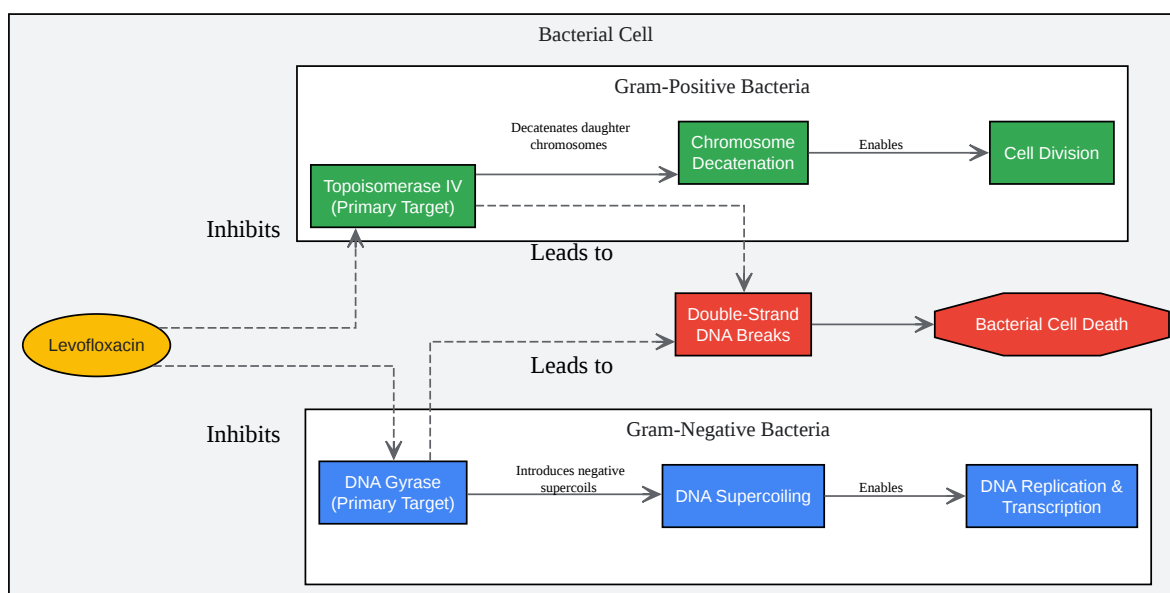 Bacterial Cell
Gram-Positive Bacteria
Decatenates daughter
chromosomes
Chromosome
Decatenation
Enables
Cell Division
Topoisomerase IV
(Primary Target)
Inhibits
Leads to
Double-Strand
DNA Breaks
Bacterial Cell Death
Levofloxacin
Leads to
Inhibits
Gram-Negative Bacteria
DNA Gyrase
(Primary Target)
Introduces negative
supercoils
DNA Supercoiling
Enables
DNA Replication &
Transcription